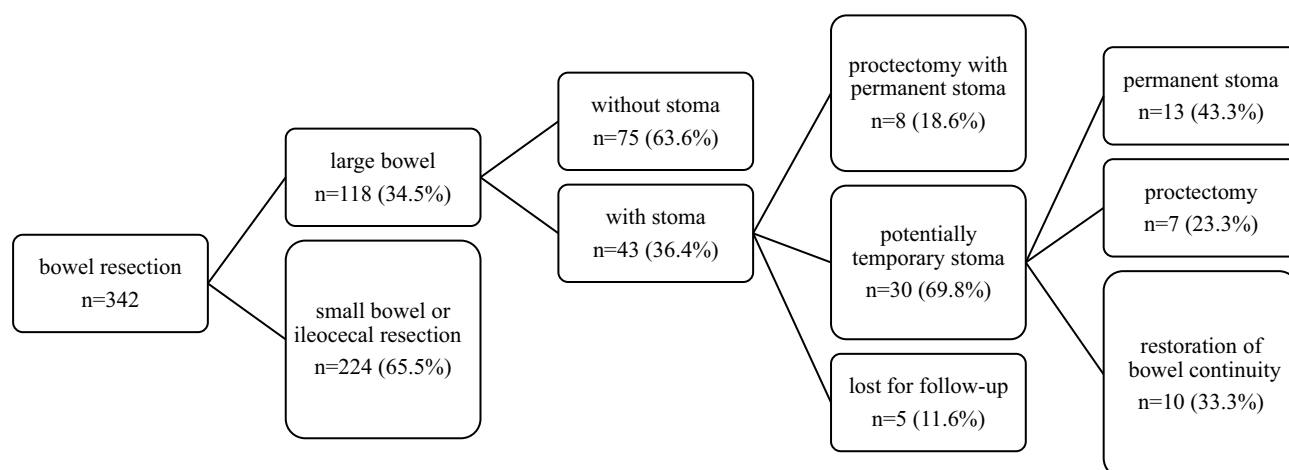 bowel resection
n=342
large bowel
n=118 (34.5%)
small bowel or
ileocecal resection
n=224 (65.5%)
without stoma
n=75 (63.6%)
with stoma
n=43 (36.4%)
proctectomy with
permanent stoma
n=8 (18.6%)
potentially
temporary stoma
n=30 (69.8%)
lost for follow-up
n=5 (11.6%)
permanent stoma
n=13 (43.3%)
proctectomy
n=7 (23.3%)
restoration of
bowel continuity
n=10 (33.3%)